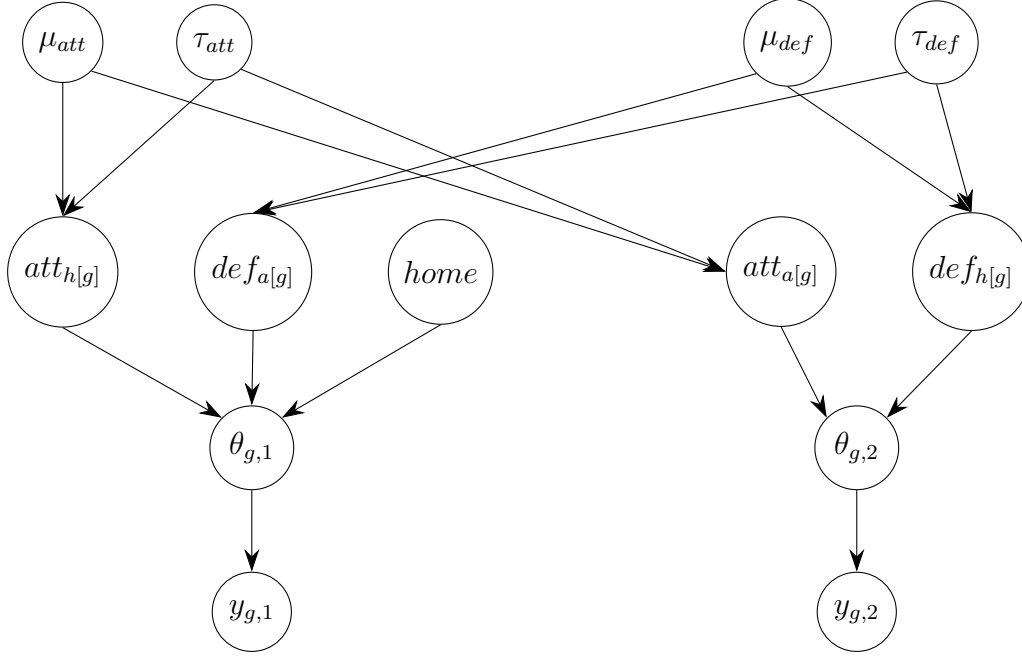 μ_att τ_att μ_def τ_def
att_h[g] def_a[g] home att_a[g] def_h[g]
θ_g,1 θ_g,2
y_g,1 y_g,2